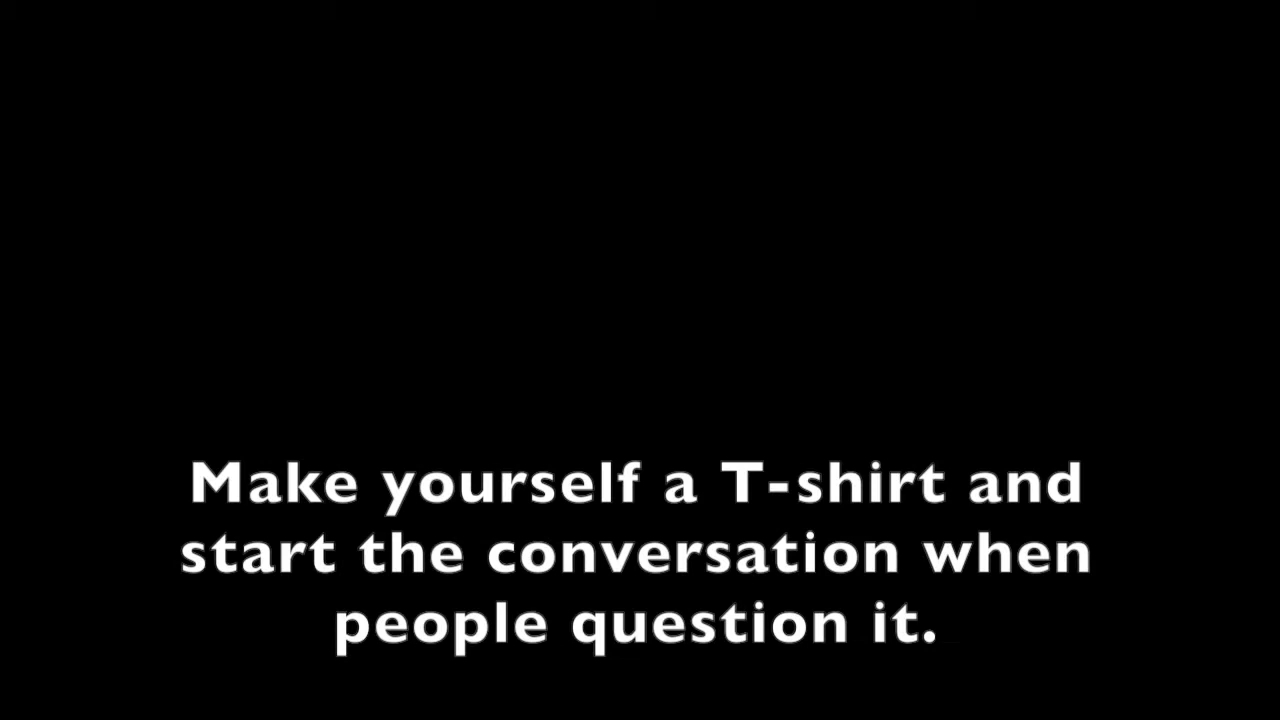 Make yourself a T-shirt and
start the conversation when
people question it.